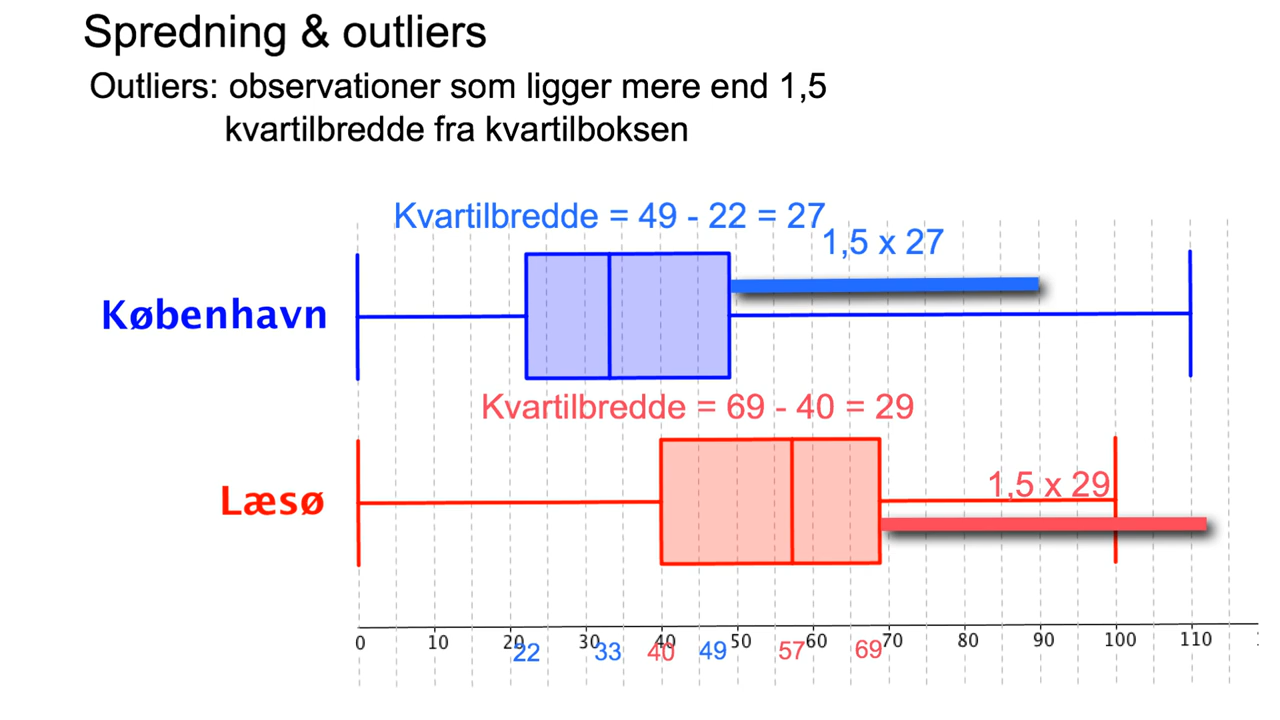 Spredning & outliers
Outliers: observationer som ligger mere end 1,5
kvartilbredde fra kvartilboksen
Kvartilbredde = 49 - 22 = 27
1,5 x 27
København
Kvartilbredde = 69 - 40 = 29
1,5 x 29
Læsø
0 10 20 30 40 50 60 70 80 90 100 110
22 33 40 49 57 69